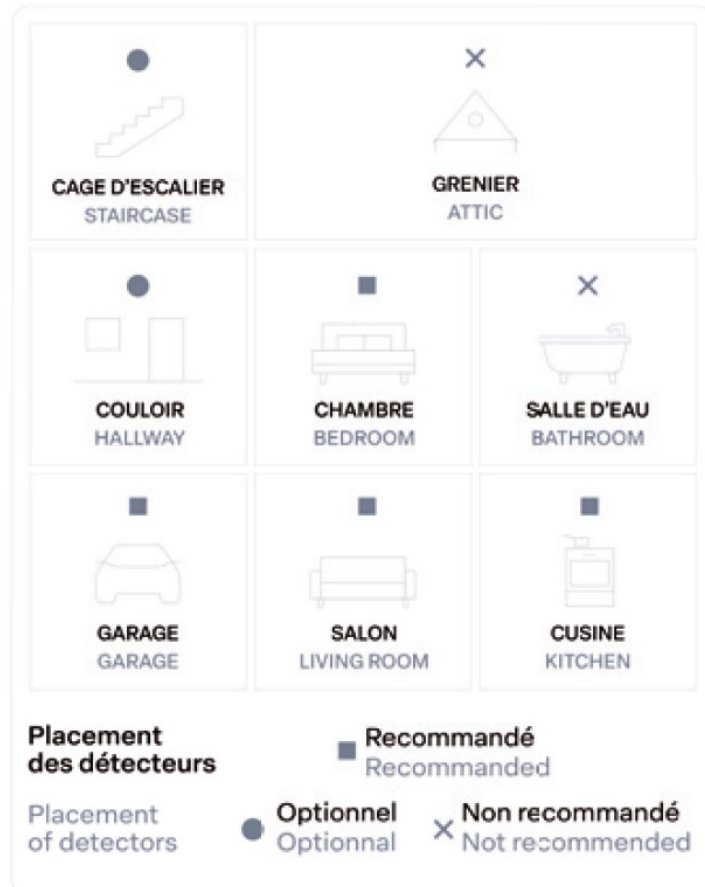 CAGE D'ESCALIER
STAIRCASE
GRENIER
ATTIC
COULOIR
HALLWAY
CHAMBRE
BEDROOM
SALLE D'EAU
BATHROOM
GARAGE
GARAGE
SALON
LIVING ROOM
CUSINE
KITCHEN
Placement
des détecteurs
Placement
of detectors
Recommandé
Recommanded
Optionnel
Optionnal
Non recommandé
Not recommended